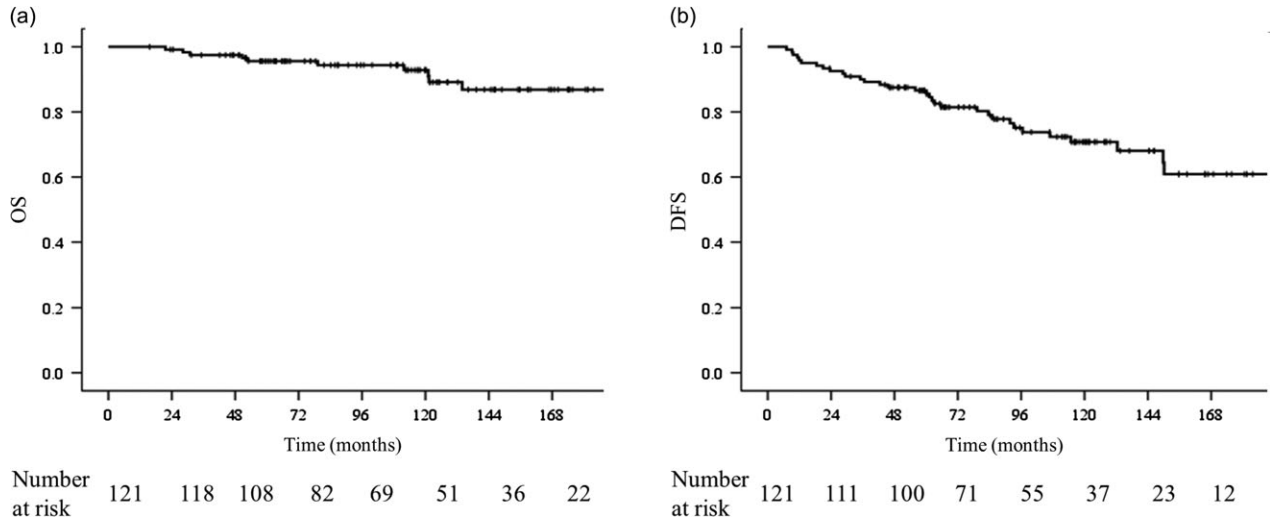 (a)
1.0
0.8
0.6
0.4
0.2
0.0
OS
0 24 48 72 96 120 144 168
Time (months)
Number
at risk
121 118 108 82 69 51 36 22
(b)
1.0
0.8
0.6
0.4
0.2
0.0
DFS
0 24 48 72 96 120 144 168
Time (months)
Number
at risk
121 111 100 71 55 37 23 12